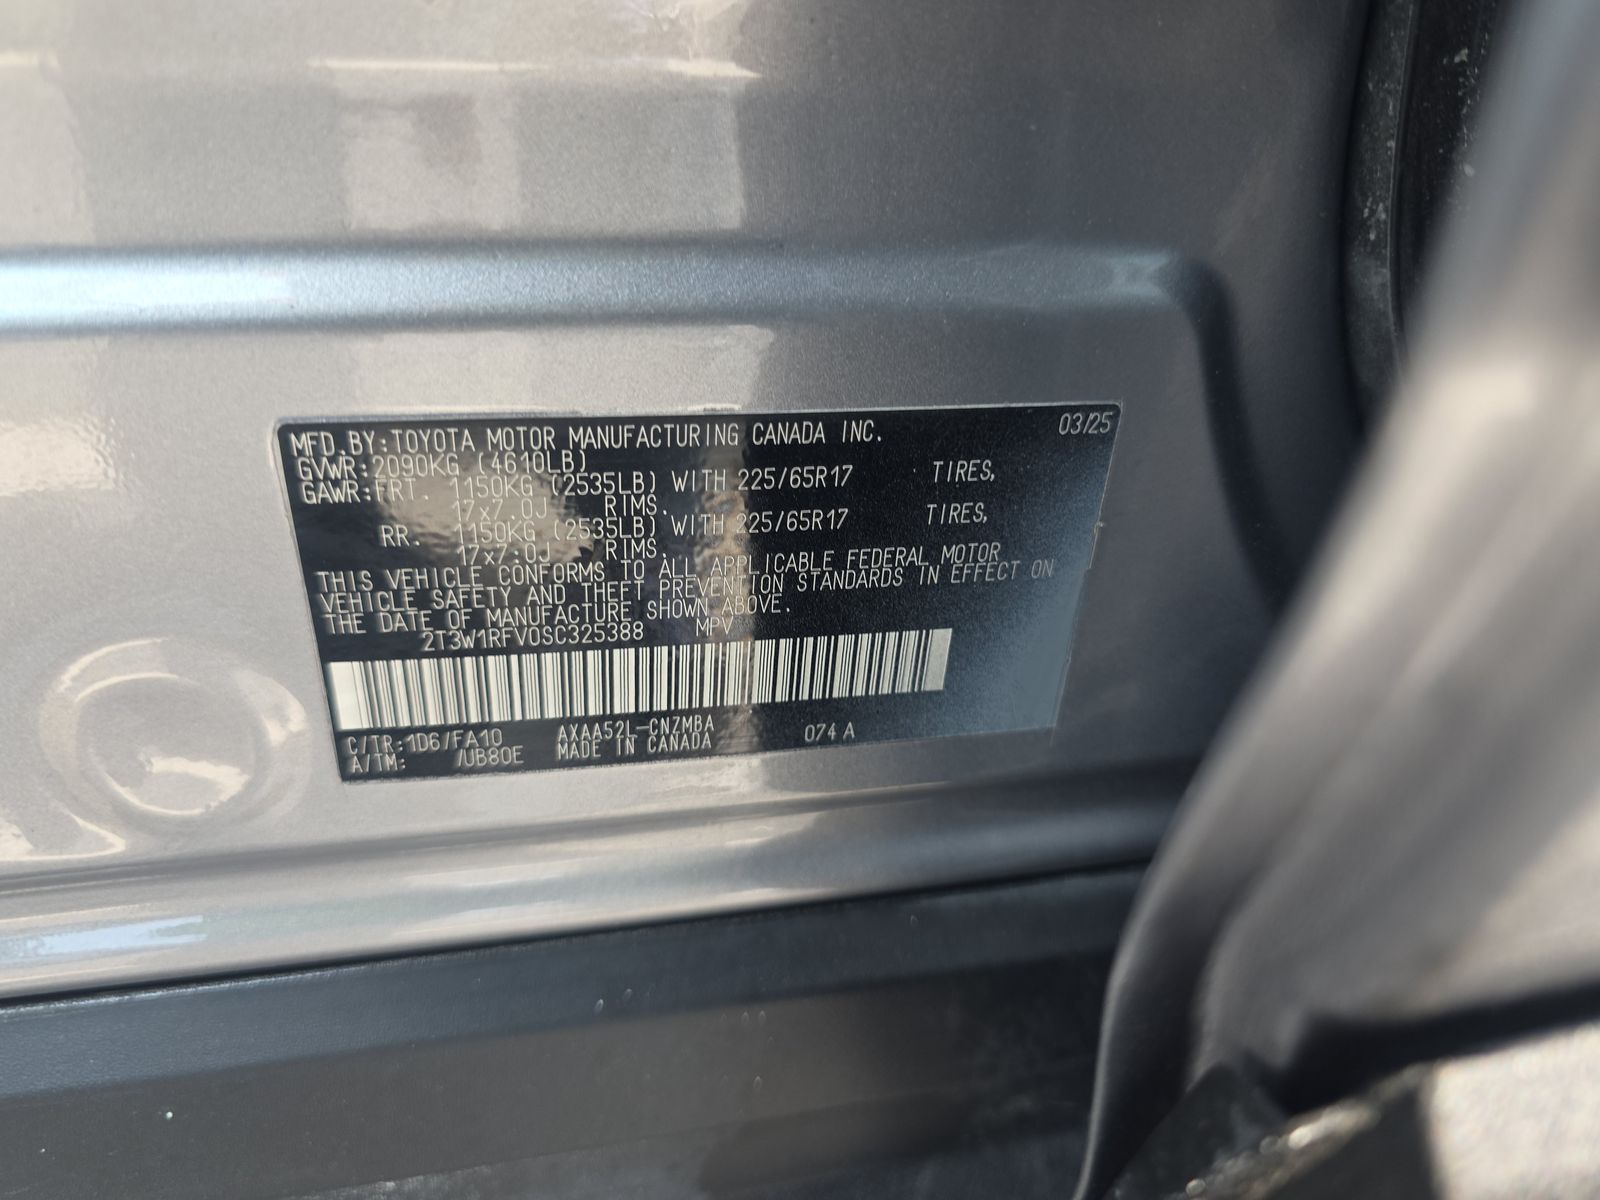 03/25
MFD.BY:TOYOTA MOTOR MANUFACTURING CANADA INC.
GVWR:2090KG (4610LB)
GAWR:FRT. 1150KG (2535LB) WITH 225/65R17 TIRES,
17x7.0J RIMS.
RR. 1150KG (2535LB) WITH 225/65R17 TIRES,
17x7.0J RIMS.
THIS VEHICLE CONFORMS TO ALL APPLICABLE FEDERAL MOTOR
VEHICLE SAFETY AND THEFT PREVENTION STANDARDS IN EFFECT ON
THE DATE OF MANUFACTURE SHOWN ABOVE.
2T3W1RFV0SC325388 MPV
C/TR:1D6/FA10 AXAA52L-CNZMBA 074 A
A/TM: /UB80E MADE IN CANADA